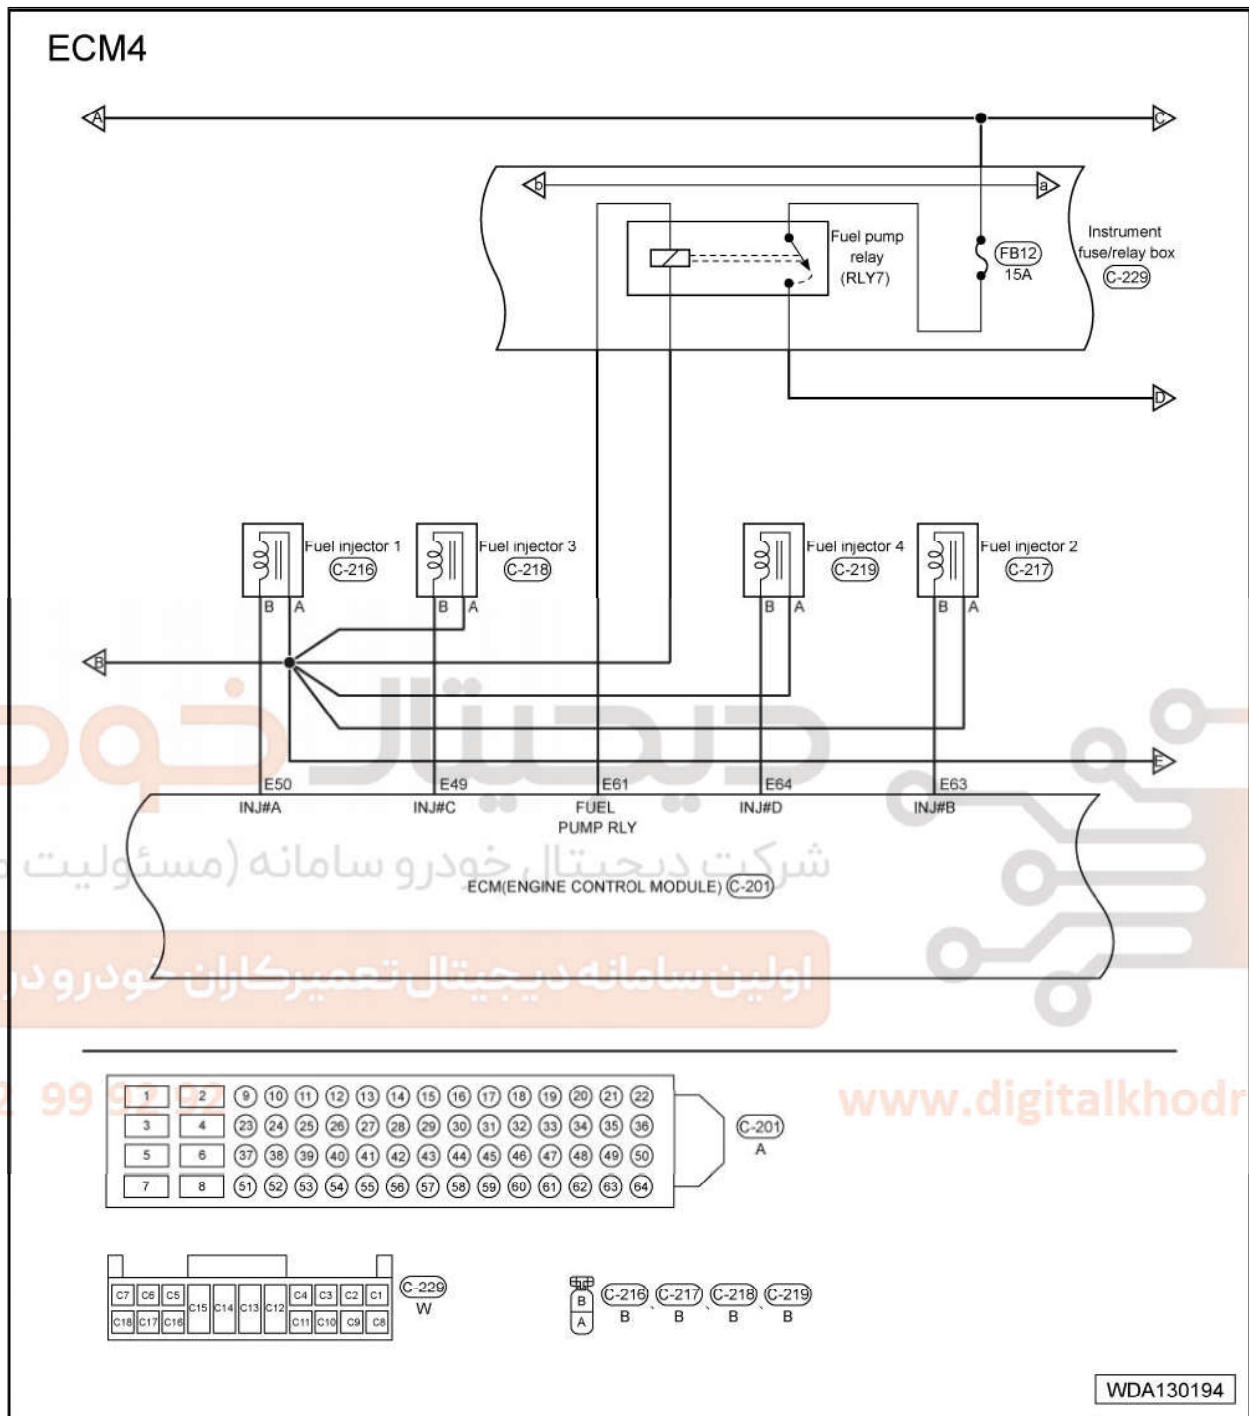 ECM4
A
C
b
a
Fuel pump
relay
(RLY7)
FB12
15A
Instrument
fuse/relay box
C-229
D
Fuel injector 1
C-216
Fuel injector 3
C-218
Fuel injector 4
C-219
Fuel injector 2
C-217
B A
B A
B A
B A
B
دیجیتال خودرو
E
E50
E49
E61
E64
E63
INJ#A
INJ#C
FUEL
PUMP RLY
INJ#D
INJ#B
شرکت دیجیتال خودرو سامانه (مسئولیت
ECM(ENGINE CONTROL MODULE) C-201
اولین سامانه دیجیتال تعمیرکاران خودرو در
2 99 92 92
www.digitalkhodr
1 2 9 10 11 12 13 14 15 16 17 18 19 20 21 22
3 4 23 24 25 26 27 28 29 30 31 32 33 34 35 36
5 6 37 38 39 40 41 42 43 44 45 46 47 48 49 50
7 8 51 52 53 54 55 56 57 58 59 60 61 62 63 64
C-201
A
C7 C6 C5 C15 C14 C13 C12 C4 C3 C2 C1
C18 C17 C16 C11 C10 C9 C8
C-229
W
B
A
C-216 、 C-217 、 C-218 、 C-219
B B B B
WDA130194